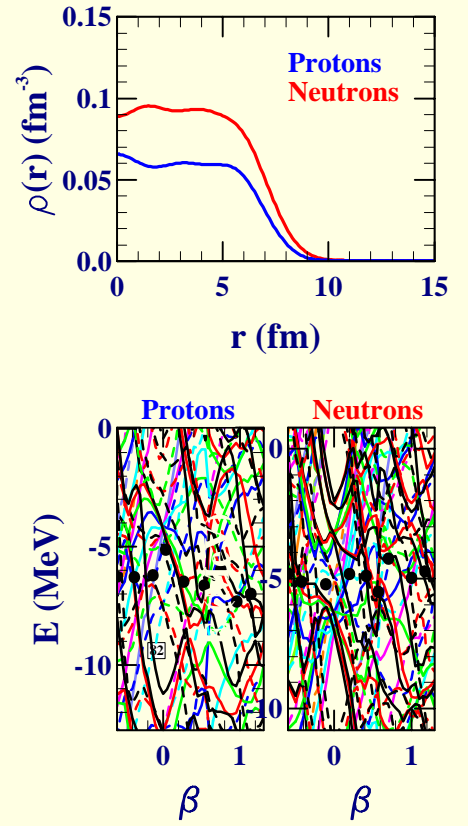 0.15
Protons
Neutrons
0.1
ρ(r) (fm⁻³)
0.05
0.0
0 5 10 15
r (fm)
Protons Neutrons
0 0
-5 -5
E (MeV)
82
-10 -10
0 1 0 1
β β